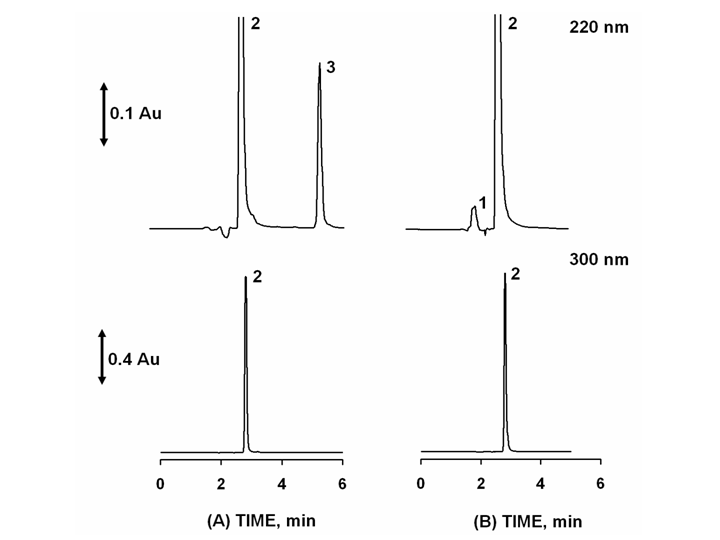 2
3
2
1
220 nm
0.1 Au
300 nm
2
2
0.4 Au
0 2 4 6
0 2 4 6
(A) TIME, min
(B) TIME, min